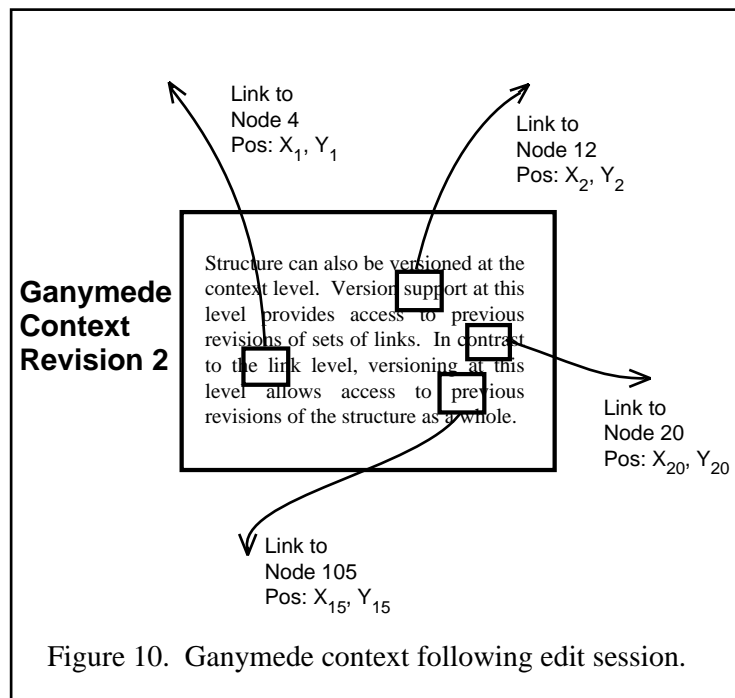 Link to
Node 4
Pos: X₁, Y₁
Link to
Node 12
Pos: X₂, Y₂
Ganymede
Context
Revision 2
Structure can also be versioned at the
context level. Version support at this
level provides access to previous
revisions of sets of links. In contrast
to the link level, versioning at this
level allows access to previous
revisions of the structure as a whole.
Link to
Node 20
Pos: X₂₀, Y₂₀
Link to
Node 105
Pos: X₁₅, Y₁₅
Figure 10. Ganymede context following edit session.